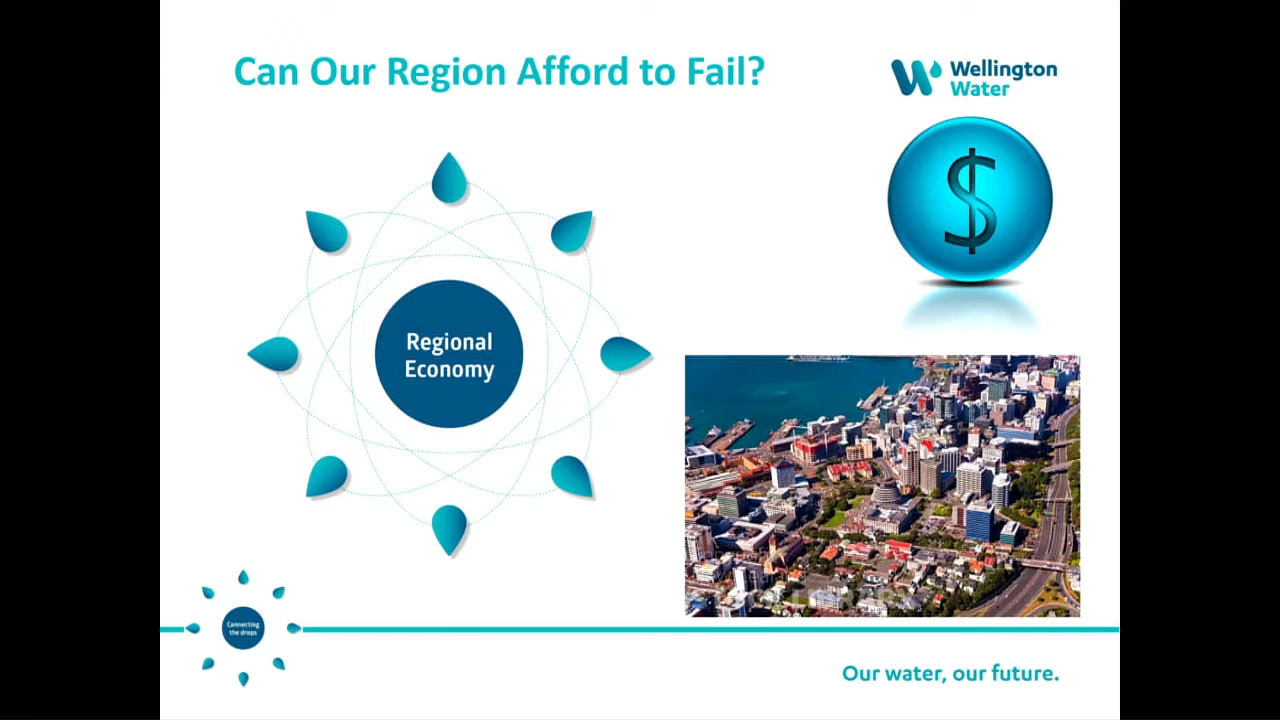 Can Our Region Afford to Fail?
Wellington
Water
$
Regional
Economy
Connecting
the drops
Our water, our future.